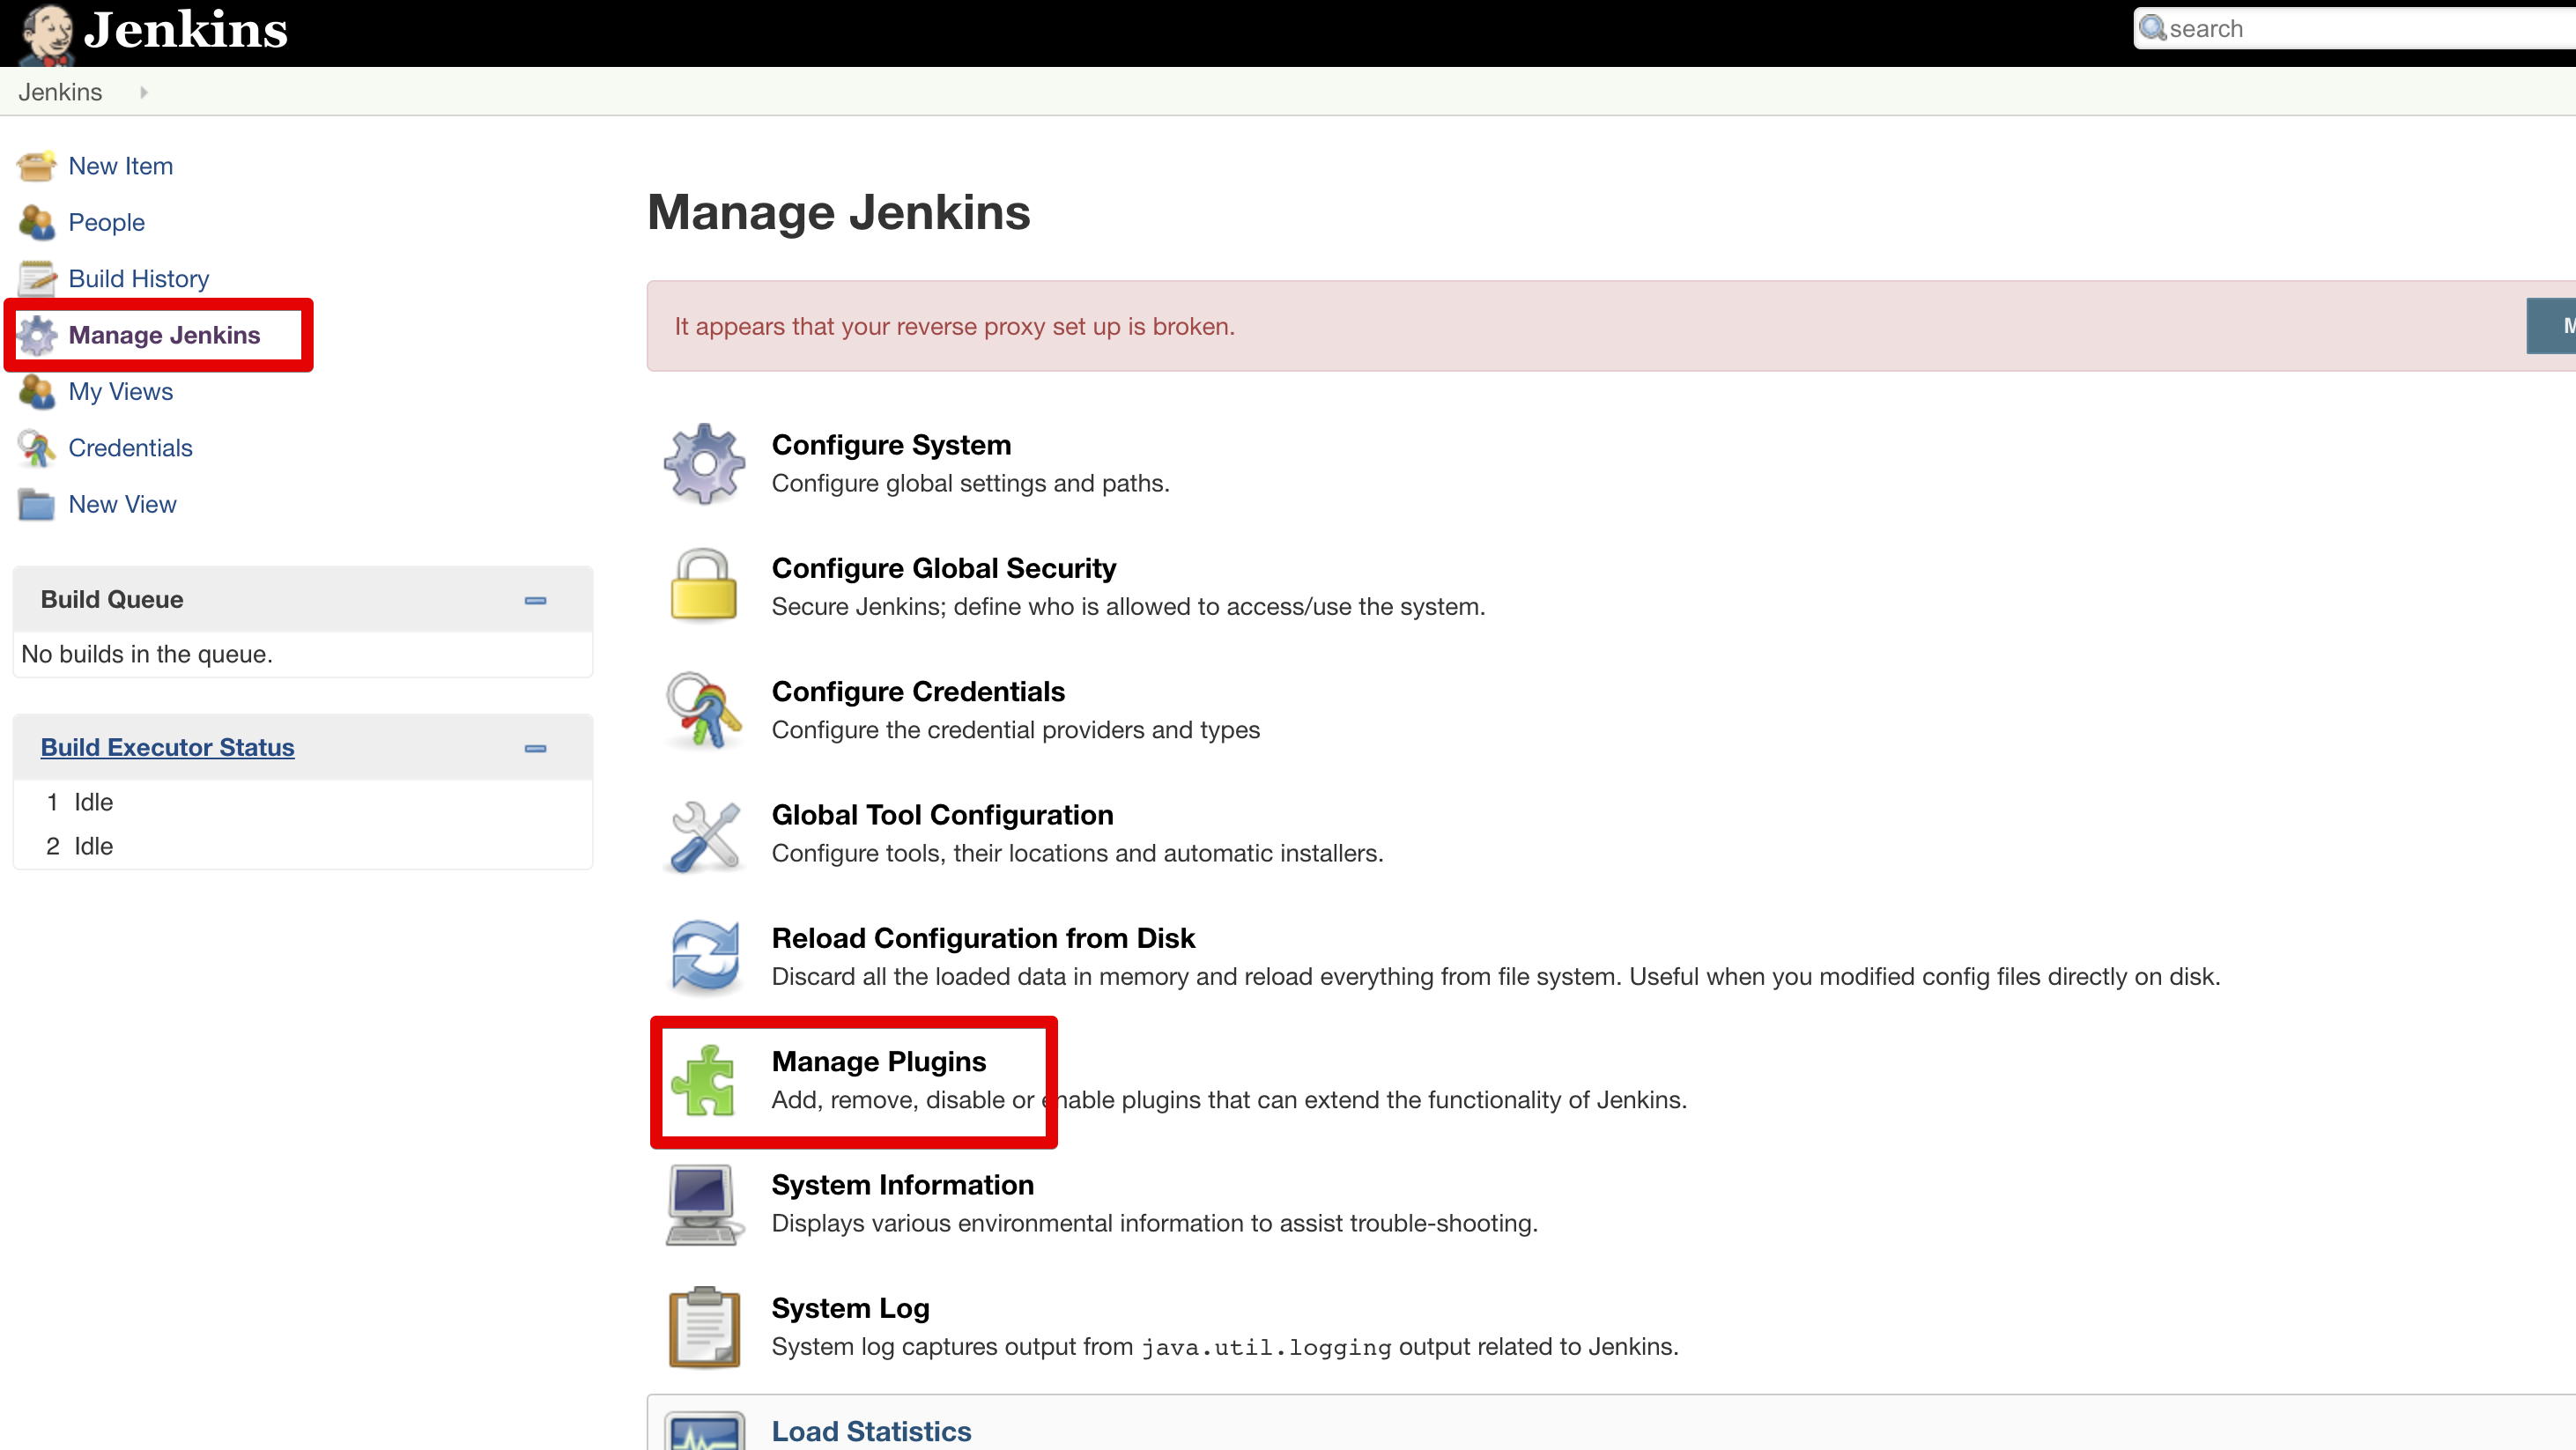 Jenkins
search
Jenkins
New Item
People
Build History
Manage Jenkins
My Views
Credentials
New View
Build Queue
No builds in the queue.
Build Executor Status
1 Idle
2 Idle
Manage Jenkins
It appears that your reverse proxy set up is broken.
M
Configure System
Configure global settings and paths.
Configure Global Security
Secure Jenkins; define who is allowed to access/use the system.
Configure Credentials
Configure the credential providers and types
Global Tool Configuration
Configure tools, their locations and automatic installers.
Reload Configuration from Disk
Discard all the loaded data in memory and reload everything from file system. Useful when you modified config files directly on disk.
Manage Plugins
Add, remove, disable or enable plugins that can extend the functionality of Jenkins.
System Information
Displays various environmental information to assist trouble-shooting.
System Log
System log captures output from java.util.logging output related to Jenkins.
Load Statistics